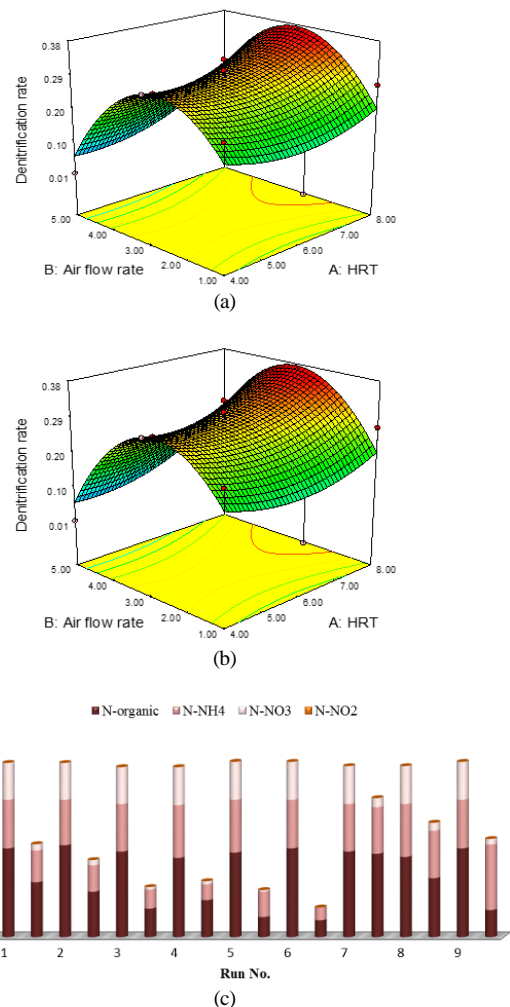 0.38
0.29
0.20
0.10
0.01
Denitrification rate
5.00
4.00
3.00
2.00
1.00
4.00
5.00
6.00
7.00
8.00
B: Air flow rate
A: HRT
(a)
0.38
0.29
0.20
0.10
0.01
Denitrification rate
5.00
4.00
3.00
2.00
1.00
4.00
5.00
6.00
7.00
8.00
B: Air flow rate
A: HRT
(b)
N-organic N-NH4 N-NO3 N-NO2
1 2 3 4 5 6 7 8 9
Run No.
(c)